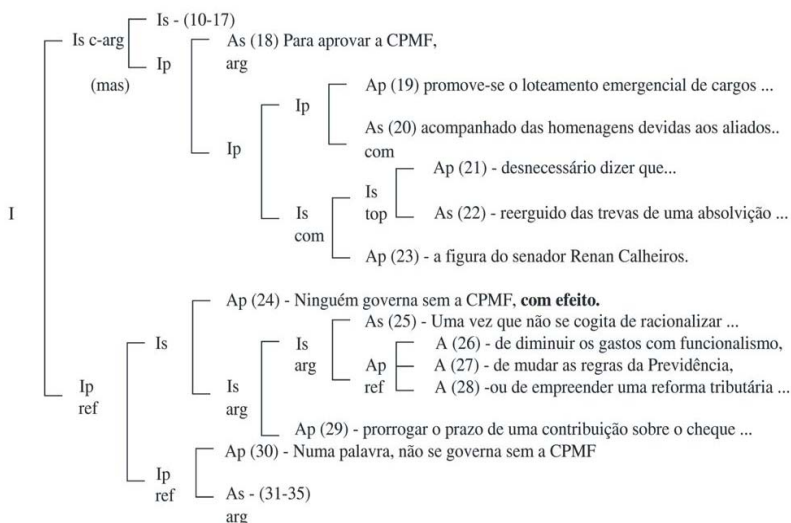 Is - (10-17)
Is c-arg
As (18) Para aprovar a CPMF,
arg
Ip
(mas)
Ap (19) promove-se o loteamento emergencial de cargos ...
Ip
As (20) acompanhado das homenagens devidas aos aliados..
com
Ip
Ap (21) - desnecessário dizer que...
Is
top
As (22) - reerguido das trevas de uma absolvição ...
Is
com
I
Ap (23) - a figura do senador Renan Calheiros.
Ap (24) - Ninguém governa sem a CPMF, com efeito.
As (25) - Uma vez que não se cogita de racionalizar ...
Is
Is
arg
A (26) - de diminuir os gastos com funcionalismo,
Ap
ref
A (27) - de mudar as regras da Previdência,
A (28) -ou de empreender uma reforma tributária ...
Ip
ref
Is
arg
Ap (29) - prorrogar o prazo de uma contribuição sobre o cheque ...
Ap (30) - Numa palavra, não se governa sem a CPMF
Ip
ref
As - (31-35)
arg